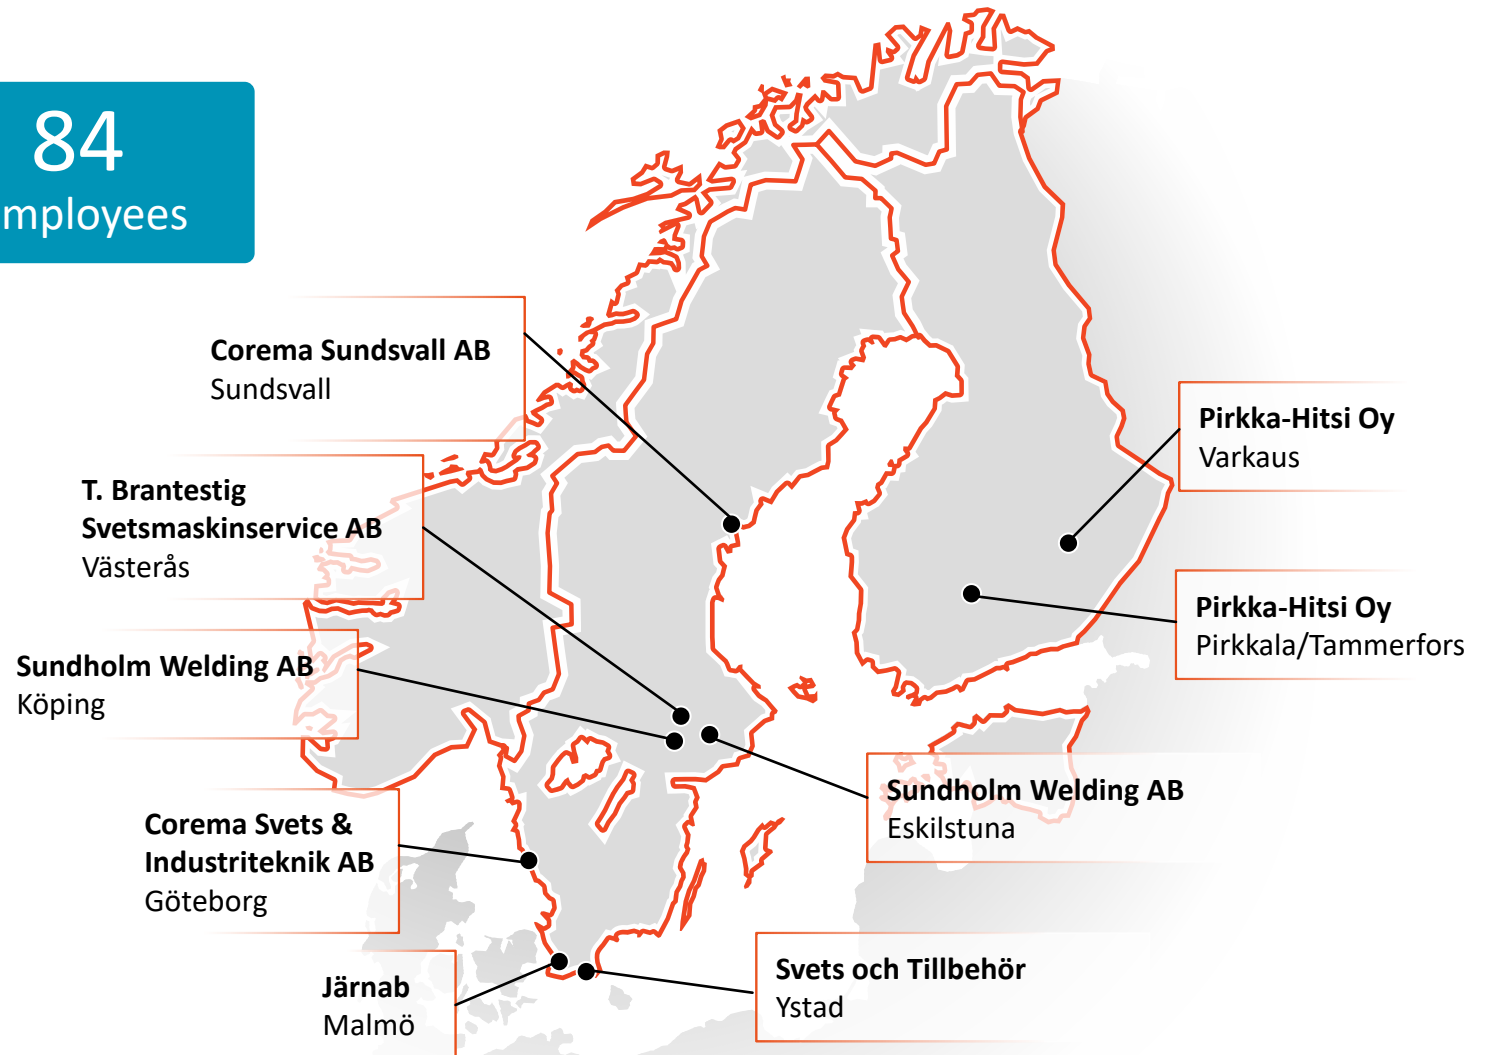 84
mployees
Corema Sundsvall AB
Sundsvall
T. Brantestig
Svetsmaskinservice AB
Västerås
Sundholm Welding AB
Köping
Corema Svets &
Industriteknik AB
Göteborg
Järnab
Malmö
Pirkka-Hitsi Oy
Varkaus
Pirkka-Hitsi Oy
Pirkkala/Tammerfors
Sundholm Welding AB
Eskilstuna
Svets och Tillbehör
Ystad